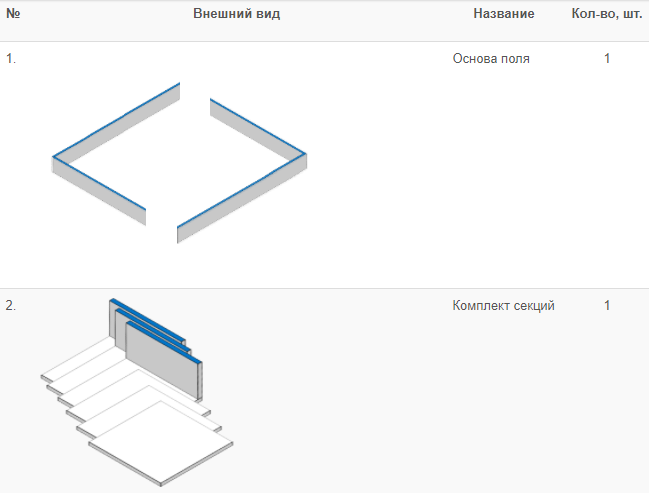 № Внешний вид Название Кол-во, шт.
1. Основа поля 1
2. Комплект секций 1